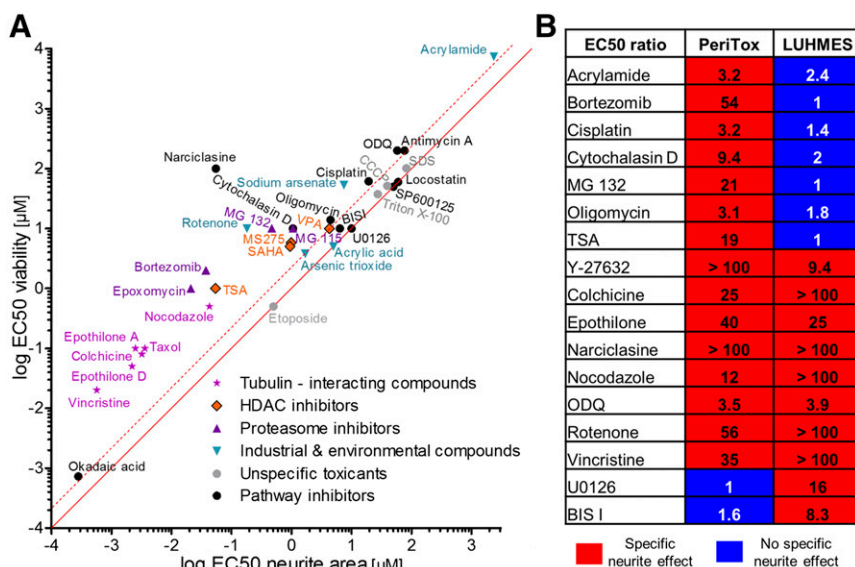 A
log EC50 viability [µM]
4
3
2
1
0
-1
-2
-3
-4
-4
-3
-2
-1
0
1
2
3
log EC50 neurite area [µM]
Acrylamide
ODQ
Antimycin A
Narciclasine
Cisplatin
CCCP
SDS
Sodium arsenate
Locostatin
SP600125
Cytochalasin D
Oligomycin
Triton X-100
VPA
BISI
MG 132
Rotenone
MS275
MG 115
U0126
SAHA
Acrylic acid
Arsenic trioxide
Bortezomib
Epoxomycin
TSA
Nocodazole
Etoposide
Epothilone A
Taxol
Colchicine
Epothilone D
Vincristine
Okadaic acid
Tubulin - interacting compounds
HDAC inhibitors
Proteasome inhibitors
Industrial & environmental compounds
Unspecific toxicants
Pathway inhibitors
B
EC50 ratio PeriTox LUHMES
Acrylamide 3.2 2.4
Bortezomib 54 1
Cisplatin 3.2 1.4
Cytochalasin D 9.4 2
MG 132 21 1
Oligomycin 3.1 1.8
TSA 19 1
Y-27632 > 100 9.4
Colchicine 25 > 100
Epothilone 40 25
Narciclasine > 100 > 100
Nocodazole 12 > 100
ODQ 3.5 3.9
Rotenone 56 > 100
Vincristine 35 > 100
U0126 1 16
BIS I 1.6 8.3
Specific
neurite effect
No specific
neurite effect